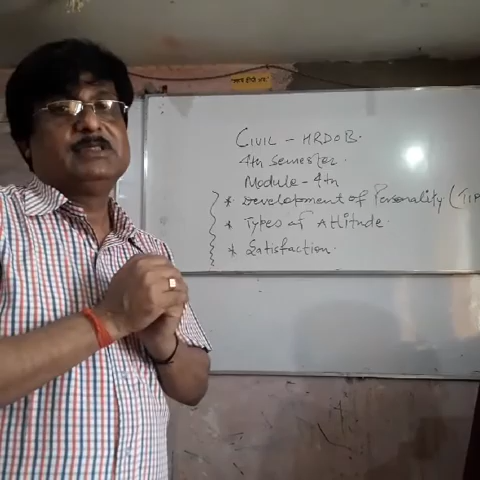 CIVIL - HRDOB.
4th Semester.
Module - 4th
* Development of Personality (TIP
* Types of Attitude.
* Satisfaction.